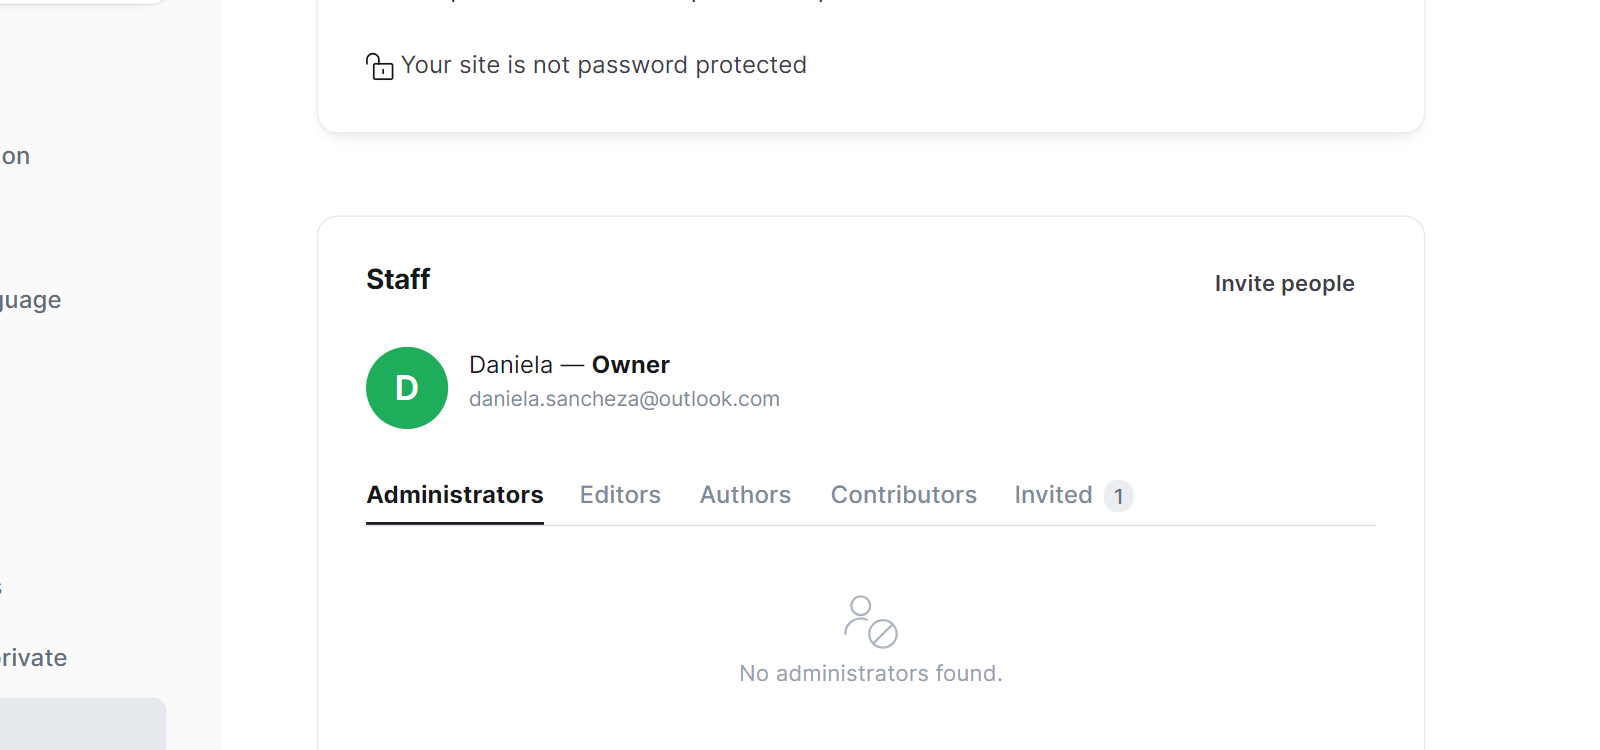 Your site is not password protected
on
guage
Staff
Invite people
D
Daniela — Owner
daniela.sancheza@outlook.com
Administrators Editors Authors Contributors Invited 1
s
private
No administrators found.